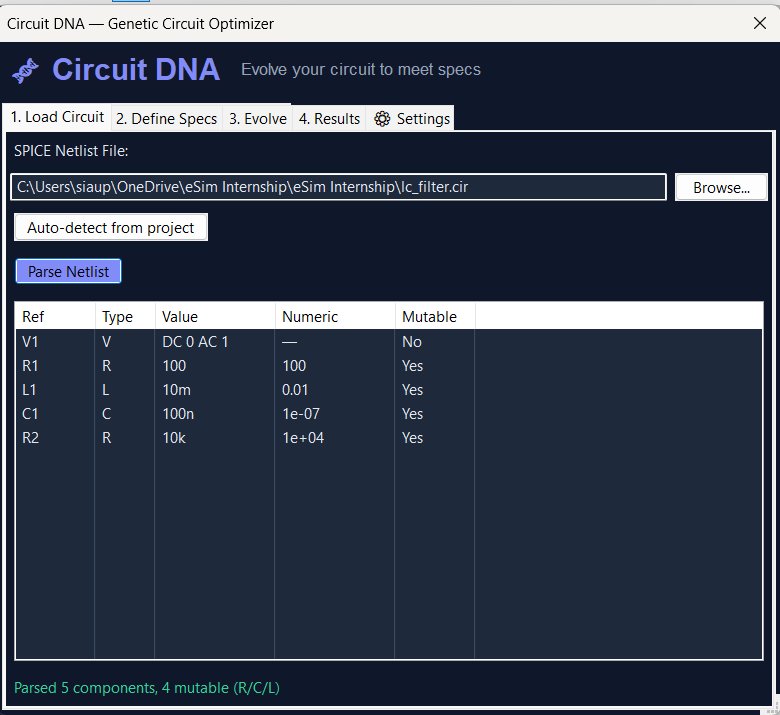 Circuit DNA — Genetic Circuit Optimizer
Circuit DNA Evolve your circuit to meet specs
1. Load Circuit 2. Define Specs 3. Evolve 4. Results Settings
SPICE Netlist File:
C:\Users\siaup\OneDrive\eSim Internship\eSim Internship\lc_filter.cir Browse...
Auto-detect from project
Parse Netlist
Ref Type Value Numeric Mutable
V1 V DC 0 AC 1 — No
R1 R 100 100 Yes
L1 L 10m 0.01 Yes
C1 C 100n 1e-07 Yes
R2 R 10k 1e+04 Yes
Parsed 5 components, 4 mutable (R/C/L)